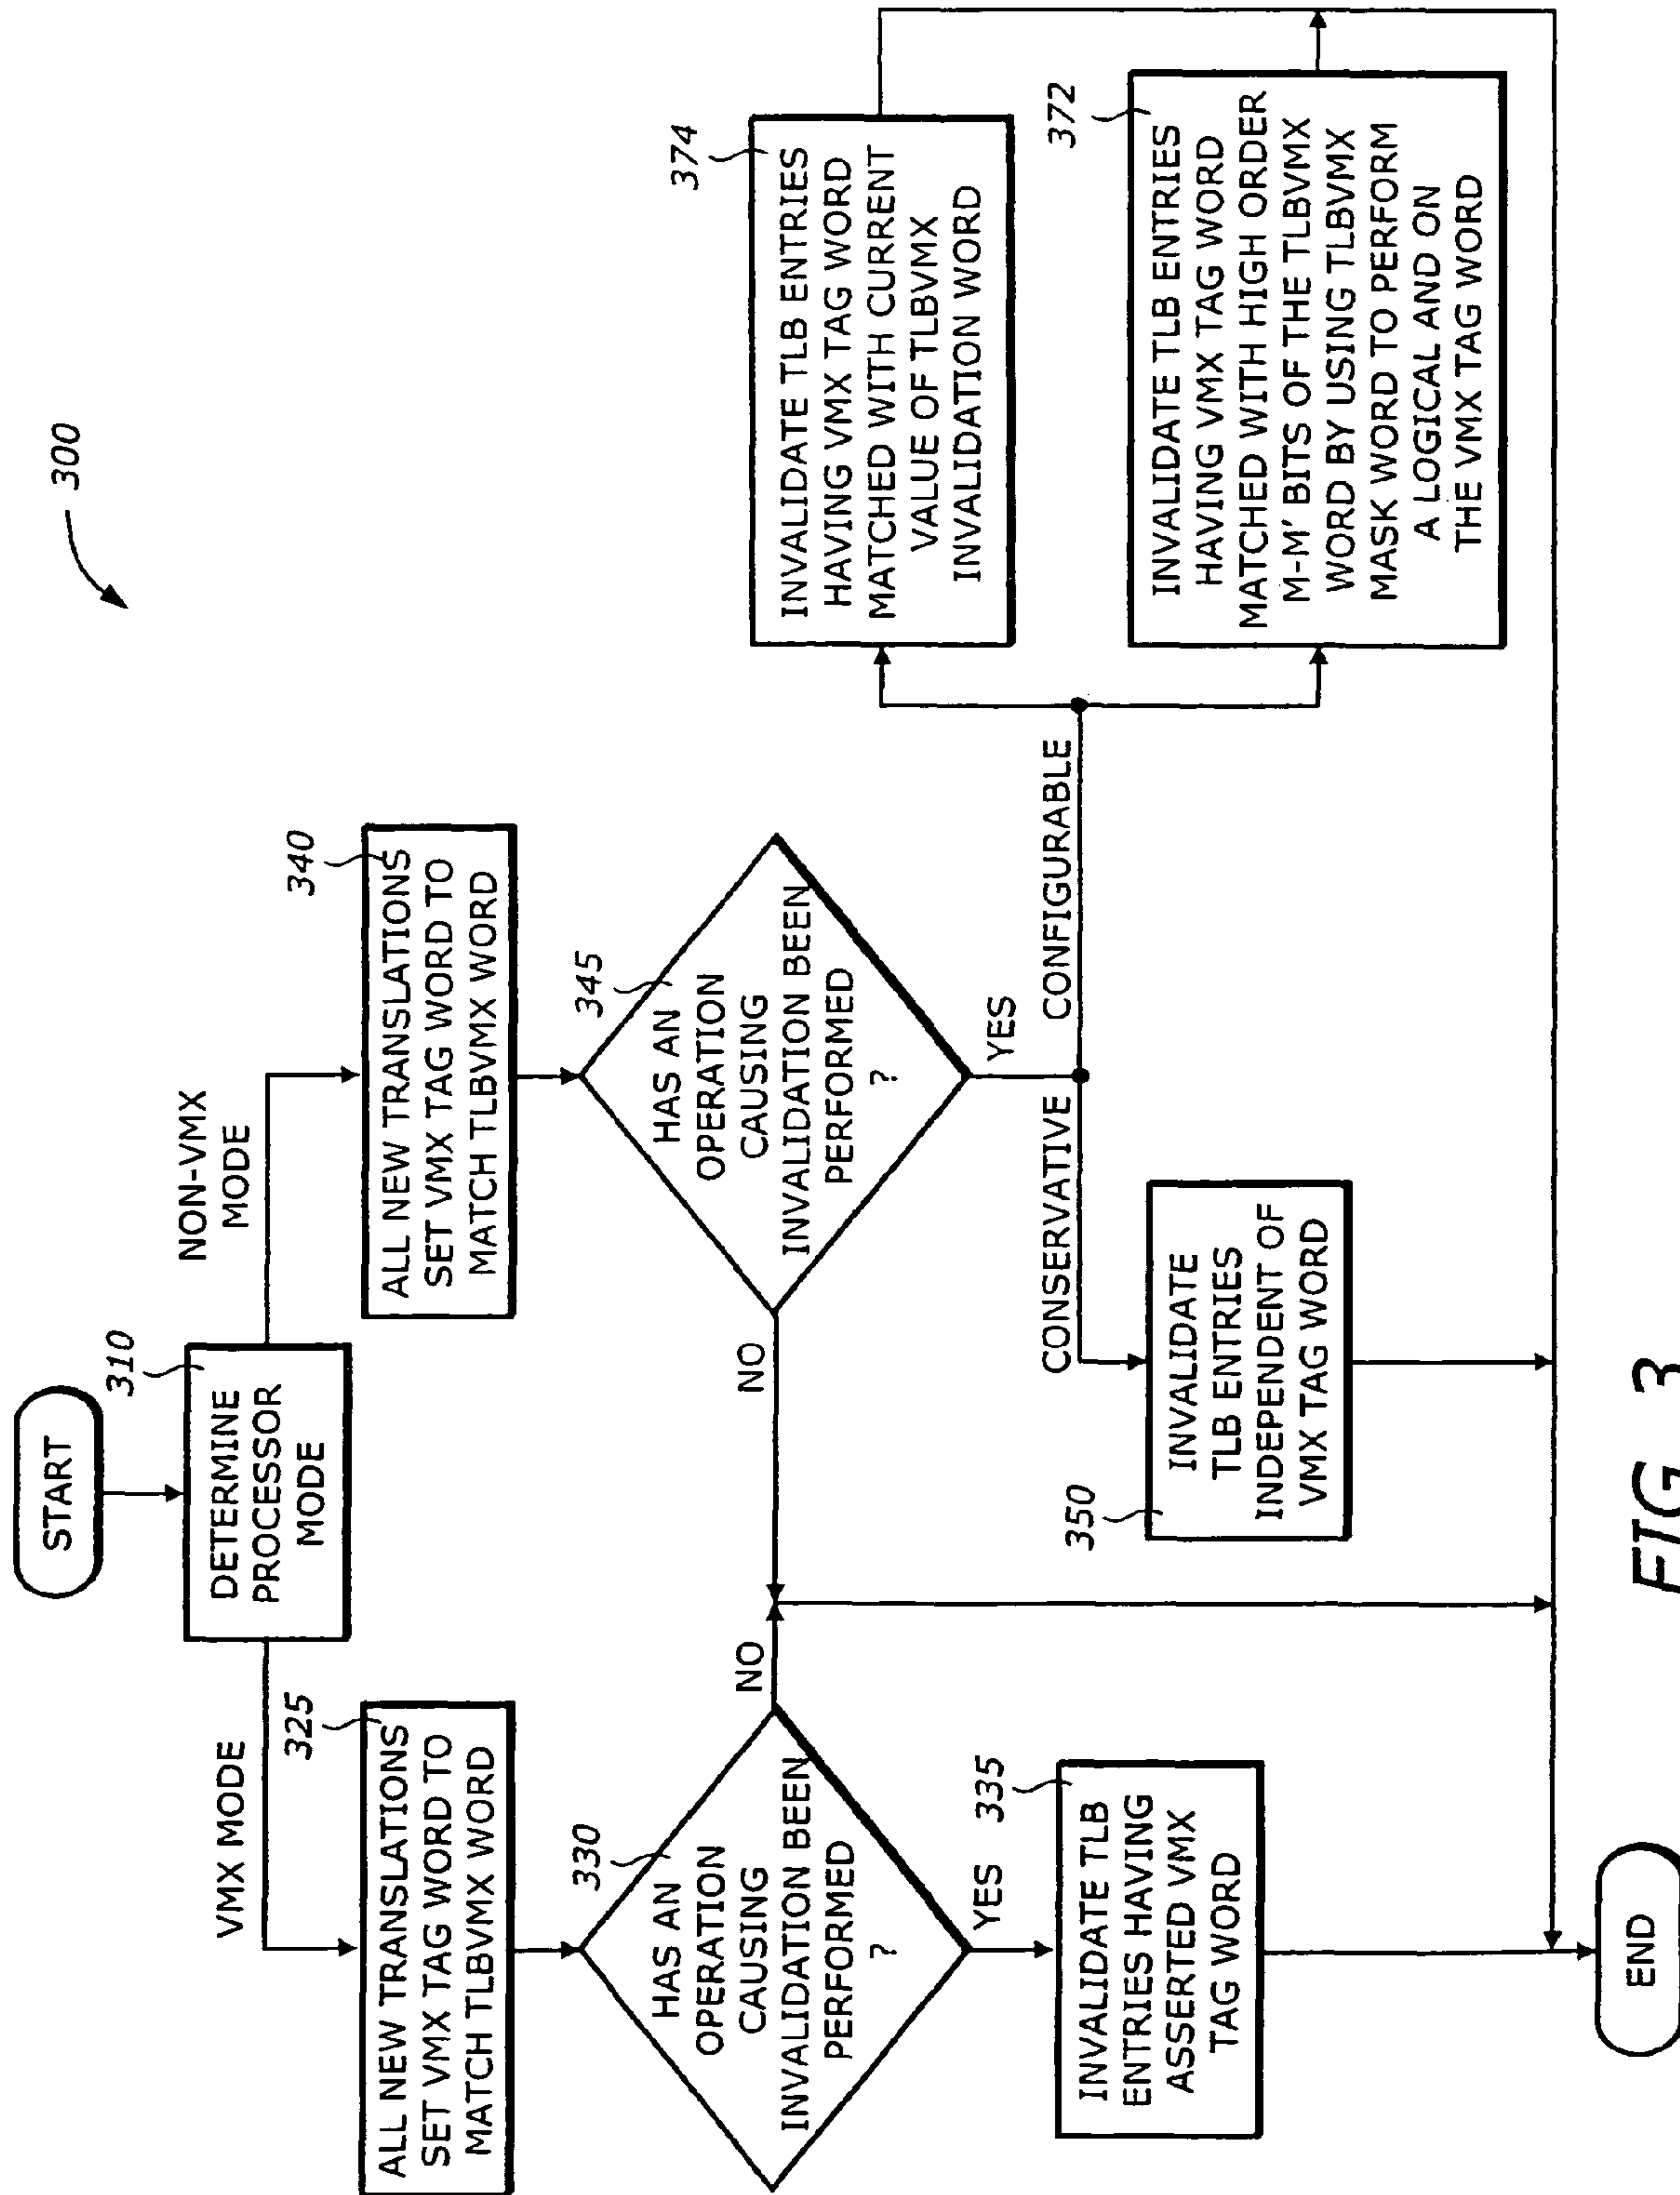 300
START
310
DETERMINE
PROCESSOR
MODE
VMX MODE
NON-VMX
MODE
325
ALL NEW TRANSLATIONS
SET VMX TAG WORD TO
MATCH TLBVMX WORD
340
ALL NEW TRANSLATIONS
SET VMX TAG WORD TO
MATCH TLBVMX WORD
330
HAS AN
OPERATION
CAUSING
INVALIDATION BEEN
PERFORMED
?
NO
YES
345
HAS AN
OPERATION
CAUSING
INVALIDATION BEEN
PERFORMED
?
NO
YES
CONSERVATIVE
CONFIGURABLE
335
INVALIDATE TLB
ENTRIES HAVING
ASSERTED VMX
TAG WORD
350
INVALIDATE
TLB ENTRIES
INDEPENDENT OF
VMX TAG WORD
374
INVALIDATE TLB ENTRIES
HAVING VMX TAG WORD
MATCHED WITH CURRENT
VALUE OF TLBVMX
INVALIDATION WORD
372
INVALIDATE TLB ENTRIES
HAVING VMX TAG WORD
MATCHED WITH HIGH ORDER
M-M' BITS OF THE TLBVMX
WORD BY USING TLBVMX
MASK WORD TO PERFORM
A LOGICAL AND ON
THE VMX TAG WORD
END
FIG. 3